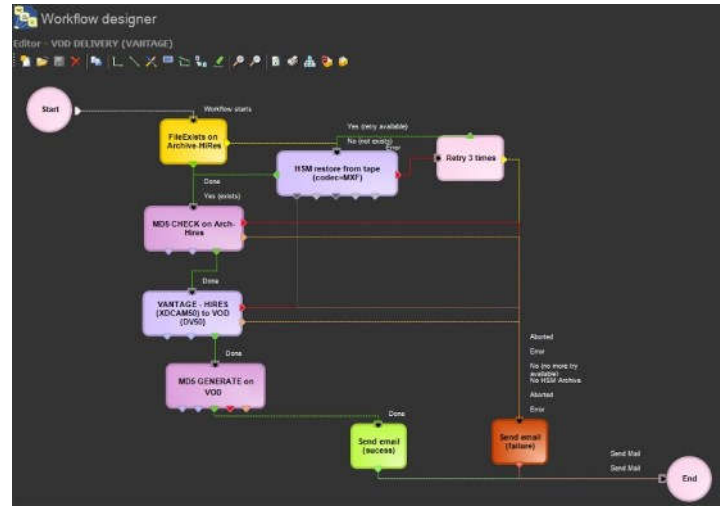 Workflow designer
Editor - VOD DELIVERY (VANTAGE)
Start
Workflow starts
FileExists on
Archive-HiRes
Yes (retry available)
No (not exists)
Error
HSM restore from tape
(codec=MXF)
Retry 3 times
Done
Yes (exists)
MD5 CHECK on Arch-
Hires
Done
VANTAGE - HIRES
(XDCAM50) to VOD
(DV50)
Done
MD5 GENERATE on
VOD
Aborted
Error
No (no more try
available)
No HSM Archive
Aborted
Error
Done
Send email
(sucess)
Send email
(failure)
Send Mail
Send Mail
End